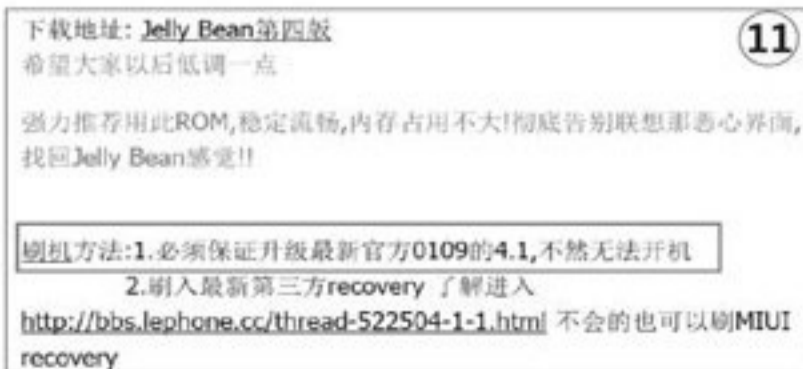 下载地址: Jelly Bean第四版
11
希望大家以后低调一点
强力推荐用此ROM,稳定流畅,内存占用不大!彻底告别联想那恶心界面,
找回Jelly Bean感觉!!
刷机方法:1.必须保证升级最新官方0109的4.1,不然无法开机
2.刷入最新第三方recovery 了解进入
http://bbs.lephone.cc/thread-522504-1-1.html 不会的也可以刷MIUI
recovery